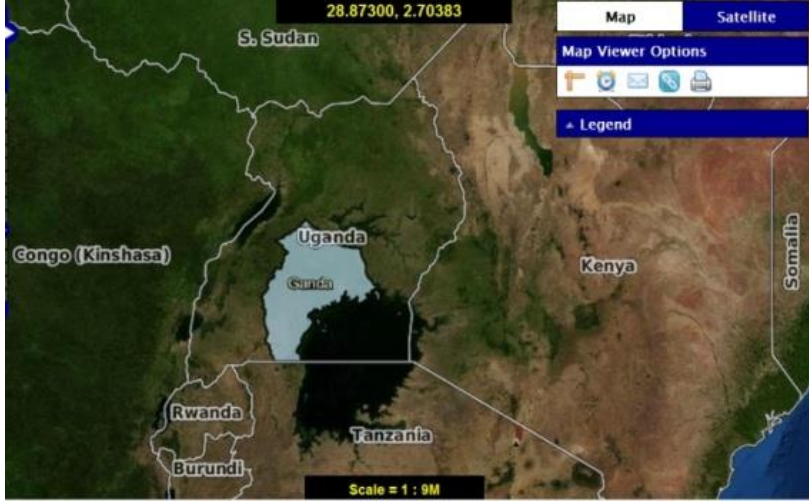 28.87300, 2.70383
Map
Satellite
S. Sudan
Map Viewer Options
Legend
Uganda
Congo (Kinshasa)
Ganda
Kenya
Somalia
Rwanda
Tanzania
Burundi
Scale = 1 : 9M